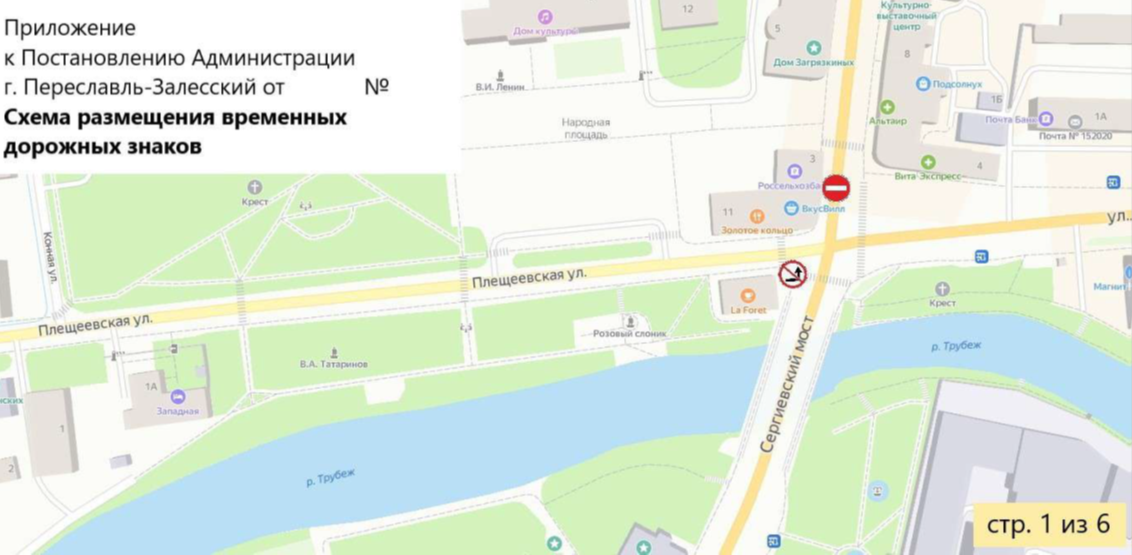 Приложение
к Постановлению Администрации
г. Переславль-Залесский от №
Схема размещения временных
дорожных знаков
Дом культуры
12
5
Культурно-
выставочный
центр
8
Дом Загрязкиных
Подсолнух
В.И. Ленин
Народная
площадь
Альтаир
1Б
Почта Банк
1А
Почта № 152020
3
Россельхозба
4
Вита Экспресс
Крест
11
ВкусВилл
Золотое кольцо
ул.
Конная ул.
Плещеевская ул.
La Foret
Крест
Магнит
Плещеевская ул.
Розовый слоник
р. Трубеж
В.А. Татаринов
1А
Западная
Сергиевский мост
1
2
р. Трубеж
стр. 1 из 6